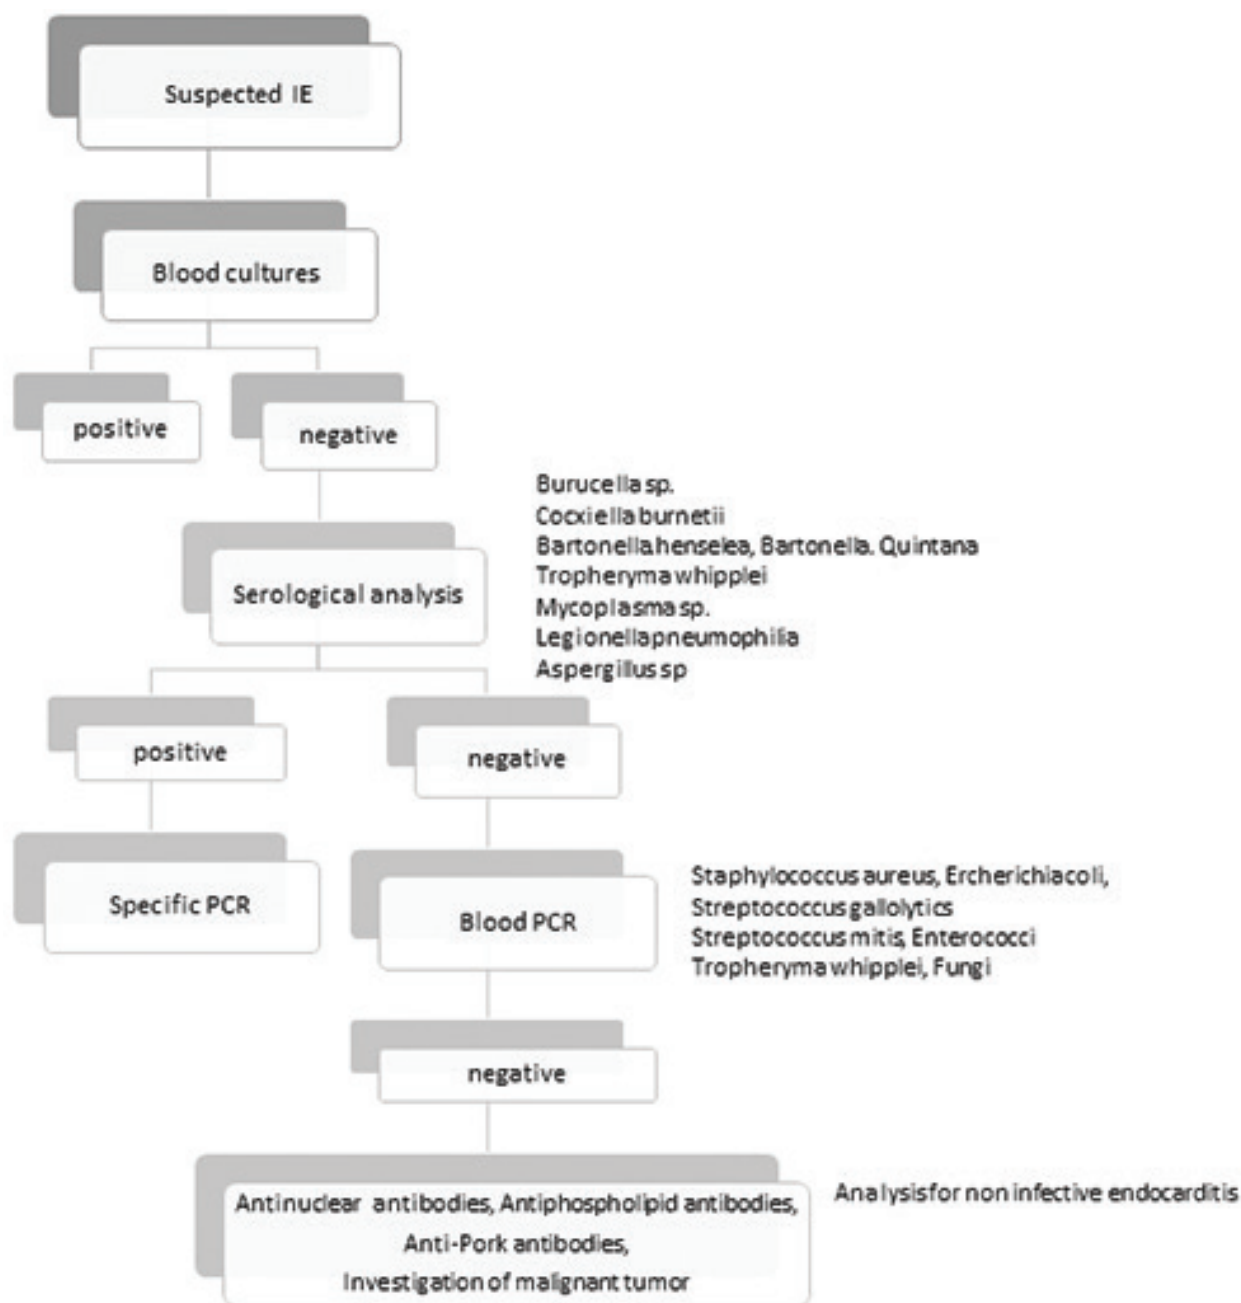 Suspected IE
Blood cultures
positive
negative
Burucella sp.
Cocxiella burnetii
Bartonella.henselea, Bartonella. Quintana
Tropheryma whipplei
Mycoplasma sp.
Legionella pneumophilia
Aspergillus sp
Serological analysis
positive
negative
Specific PCR
Blood PCR
Staphylococcus aureus, Ercherichia coli,
Streptococcus gallolytics
Streptococcus mitis, Enterococci
Tropheryma whipplei, Fungi
negative
Antinuclear antibodies, Antiphospholipid antibodies,
Anti-Pork antibodies,
Investigation of malignant tumor
Analysis for non infective endocarditis